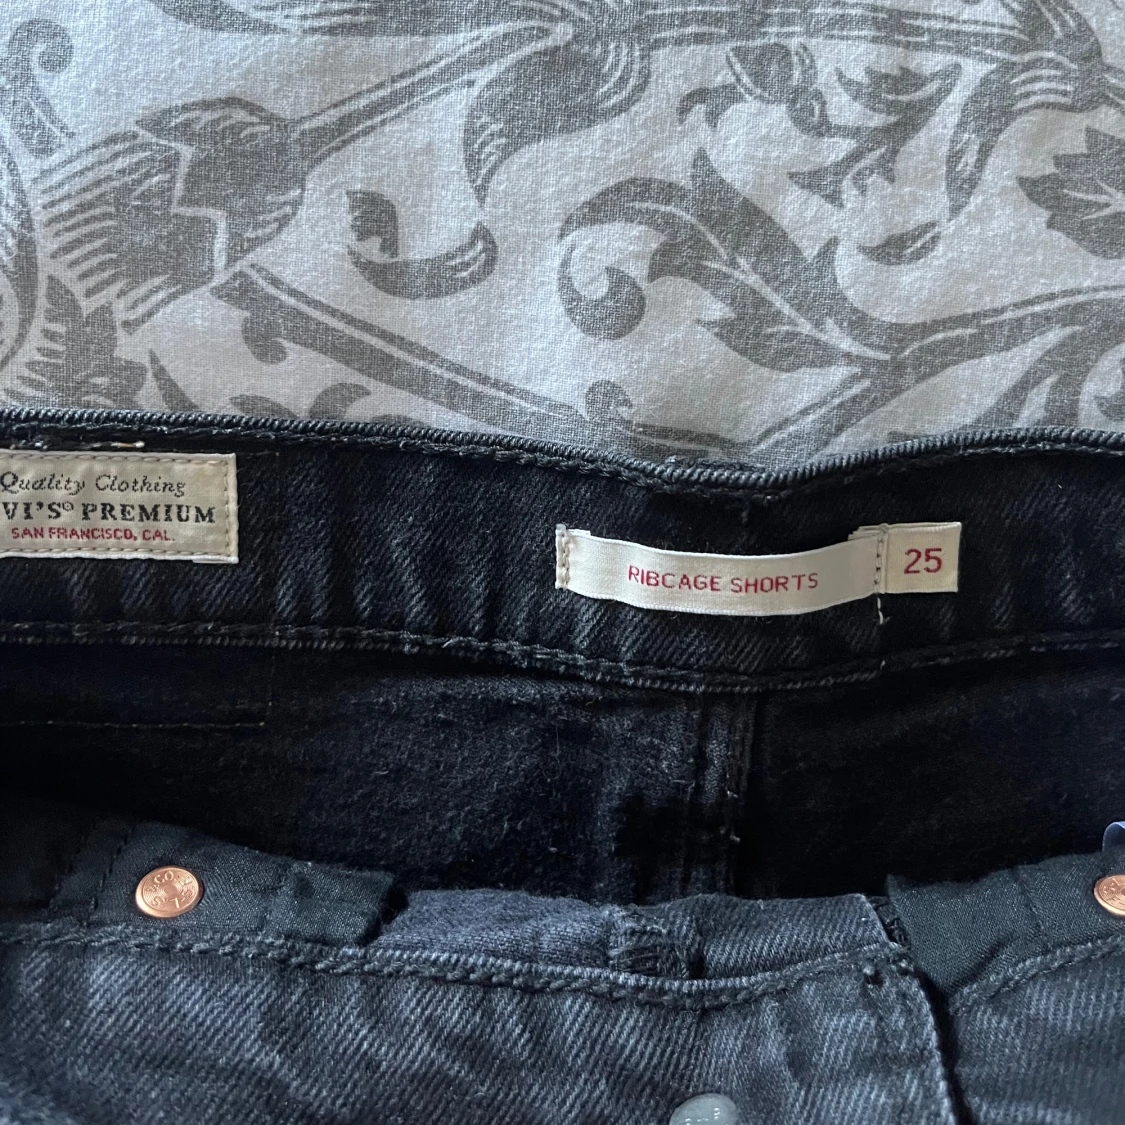 Quality Clothing
VI'S® PREMIUM
SAN FRANCISCO, CAL.
RIBCAGE SHORTS
25